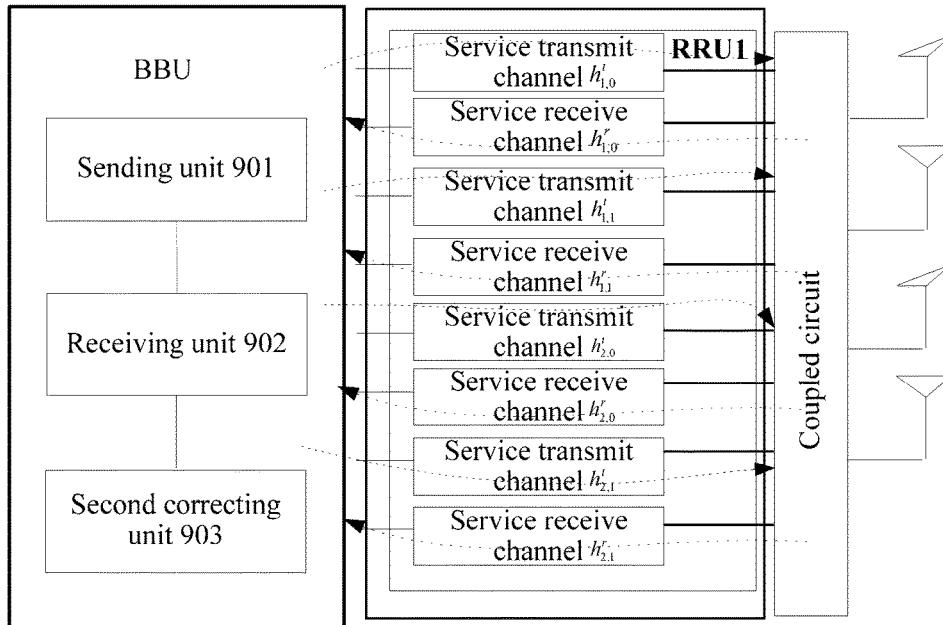 BBU
Sending unit 901
Receiving unit 902
Second correcting
unit 903
RRU1
Service transmit
channel h^t_{1,0}
Service receive
channel h^r_{1,0}
Service transmit
channel h^t_{1,1}
Service receive
channel h^r_{1,1}
Service transmit
channel h^t_{2,0}
Service receive
channel h^r_{2,0}
Service transmit
channel h^t_{2,1}
Service receive
channel h^r_{2,1}
Coupled circuit